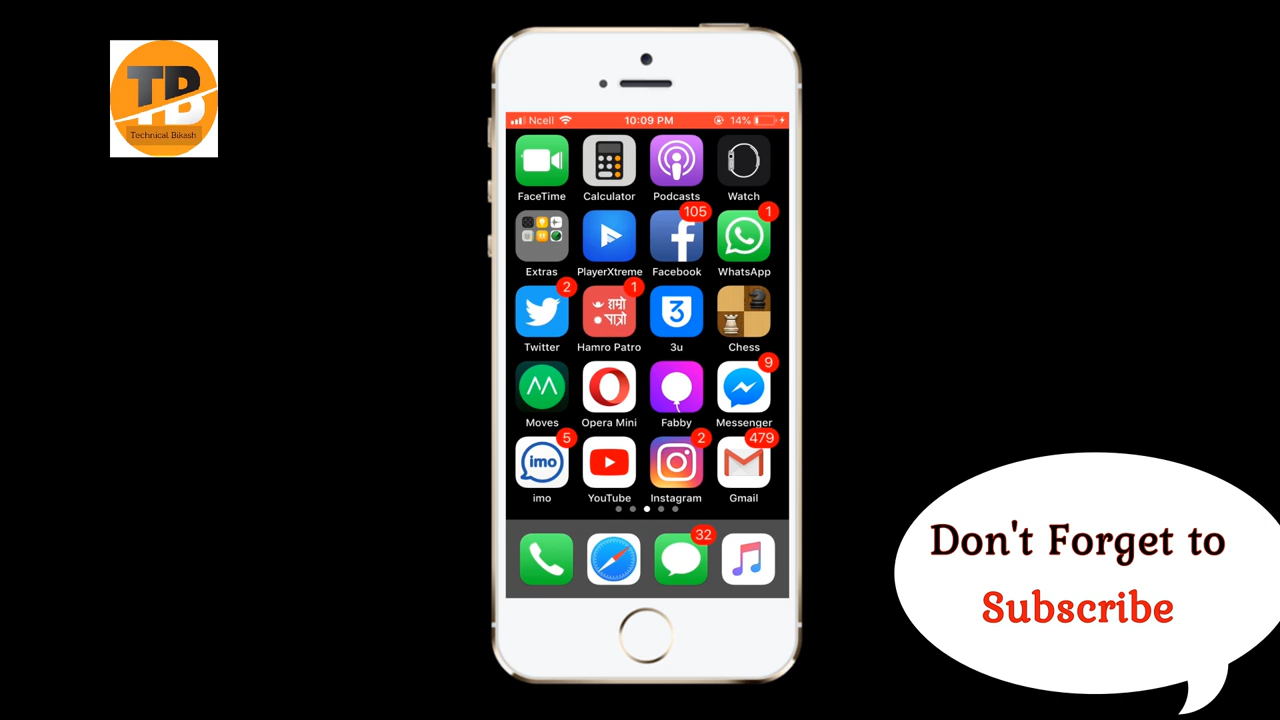 TB
Technical Bikash
Ncell 10:09 PM 14%
FaceTime Calculator Podcasts Watch
105 1
Extras PlayerXtreme Facebook WhatsApp
2 1
हाम्रो
पात्रो
3
Twitter Hamro Patro 3u Chess
9
Moves Opera Mini Fabby Messenger
5 2 479
imo
imo YouTube Instagram Gmail
32
Don't Forget to
Subscribe